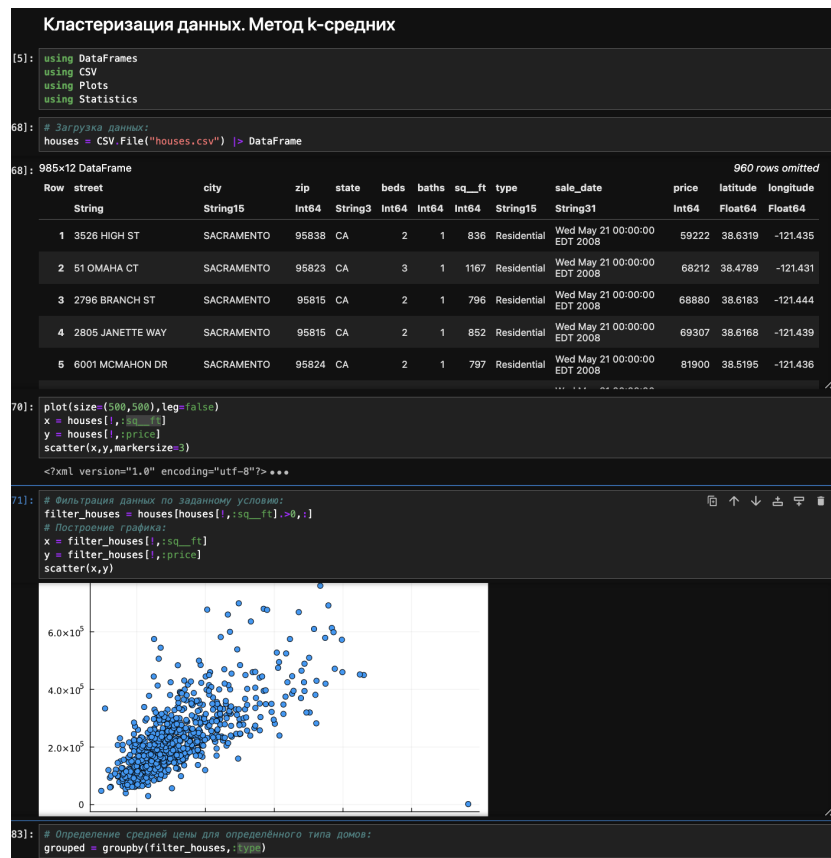 Кластеризация данных. Метод k-средних
[5]: using DataFrames
using CSV
using Plots
using Statistics
68]: # Загрузка данных:
houses = CSV.File("houses.csv") |> DataFrame
68]: 985×12 DataFrame 960 rows omitted
Row street city zip state beds baths sq__ft type sale_date price latitude longitude
String String15 Int64 String3 Int64 Int64 Int64 String15 String31 Int64 Float64 Float64
1 3526 HIGH ST SACRAMENTO 95838 CA 2 1 836 Residential Wed May 21 00:00:00 EDT 2008 59222 38.6319 -121.435
2 51 OMAHA CT SACRAMENTO 95823 CA 3 1 1167 Residential Wed May 21 00:00:00 EDT 2008 68212 38.4789 -121.431
3 2796 BRANCH ST SACRAMENTO 95815 CA 2 1 796 Residential Wed May 21 00:00:00 EDT 2008 68880 38.6183 -121.444
4 2805 JANETTE WAY SACRAMENTO 95815 CA 2 1 852 Residential Wed May 21 00:00:00 EDT 2008 69307 38.6168 -121.439
5 6001 MCMAHON DR SACRAMENTO 95824 CA 2 1 797 Residential Wed May 21 00:00:00 EDT 2008 81900 38.5195 -121.436
70]: plot(size=(500,500),leg=false)
x = houses[!,:sq__ft]
y = houses[!,:price]
scatter(x,y,markersize=3)
<?xml version="1.0" encoding="utf-8"?> •••
71]: # Фильтрация данных по заданному условию:
filter_houses = houses[houses[!,:sq__ft].>0,:]
# Построение графика:
x = filter_houses[!,:sq__ft]
y = filter_houses[!,:price]
scatter(x,y)
6.0×10⁵
4.0×10⁵
2.0×10⁵
0
83]: # Определение средней цены для определённого типа домов:
grouped = groupby(filter_houses,:type)